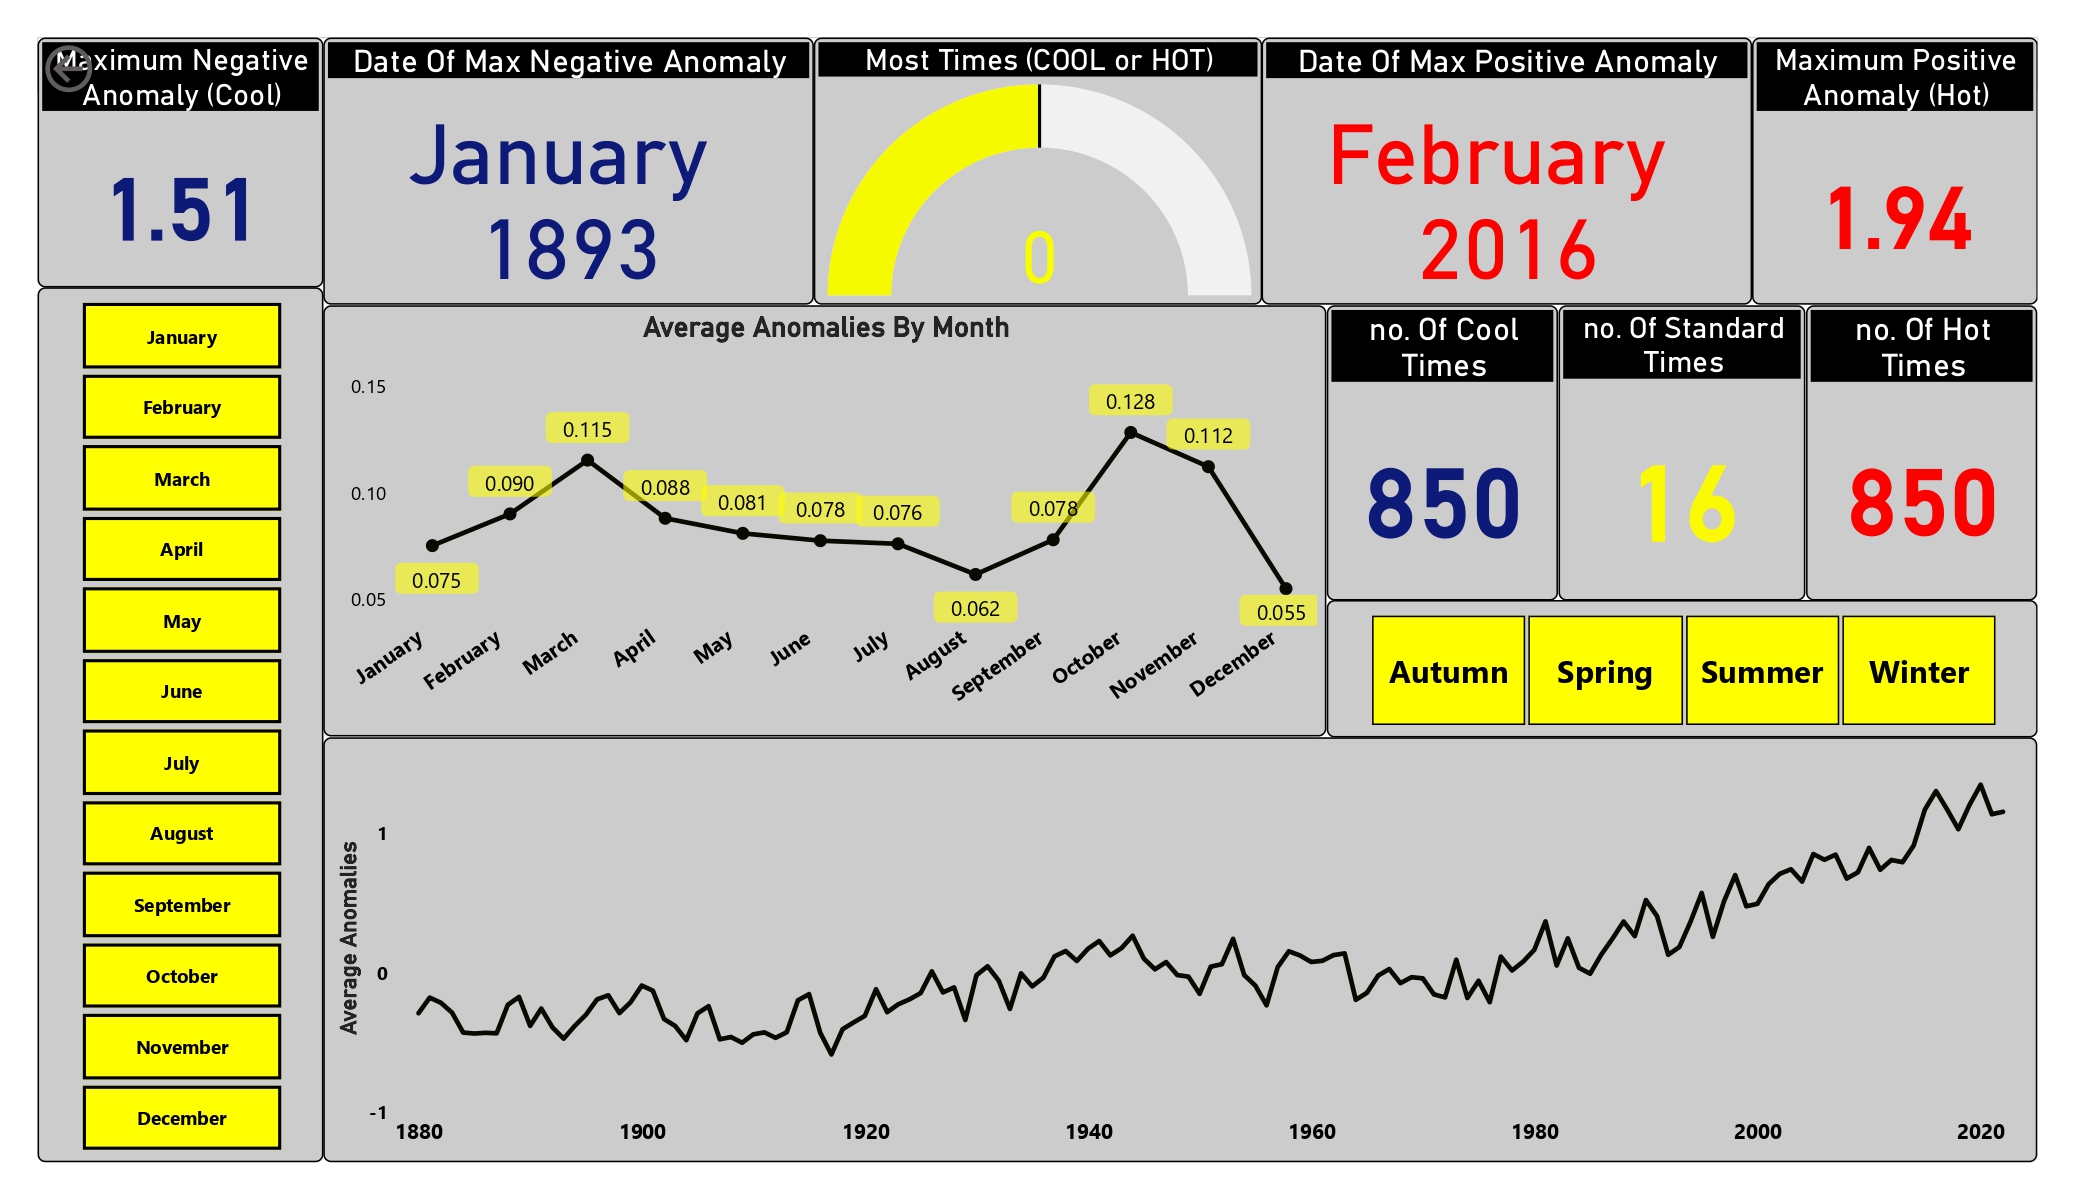 Maximum Negative
Anomaly (Cool)
1.51
Date Of Max Negative Anomaly
January
1893
Most Times (COOL or HOT)
0
Date Of Max Positive Anomaly
February
2016
Maximum Positive
Anomaly (Hot)
1.94
January
February
March
April
May
June
July
August
September
October
November
December
Average Anomalies By Month
0.15
0.10
0.05
0.075
0.090
0.115
0.088
0.081
0.078
0.076
0.062
0.078
0.128
0.112
0.055
January
February
March
April
May
June
July
August
September
October
November
December
no. Of Cool
Times
850
no. Of Standard
Times
16
no. Of Hot
Times
850
Autumn
Spring
Summer
Winter
Average Anomalies
1
0
-1
1880
1900
1920
1940
1960
1980
2000
2020